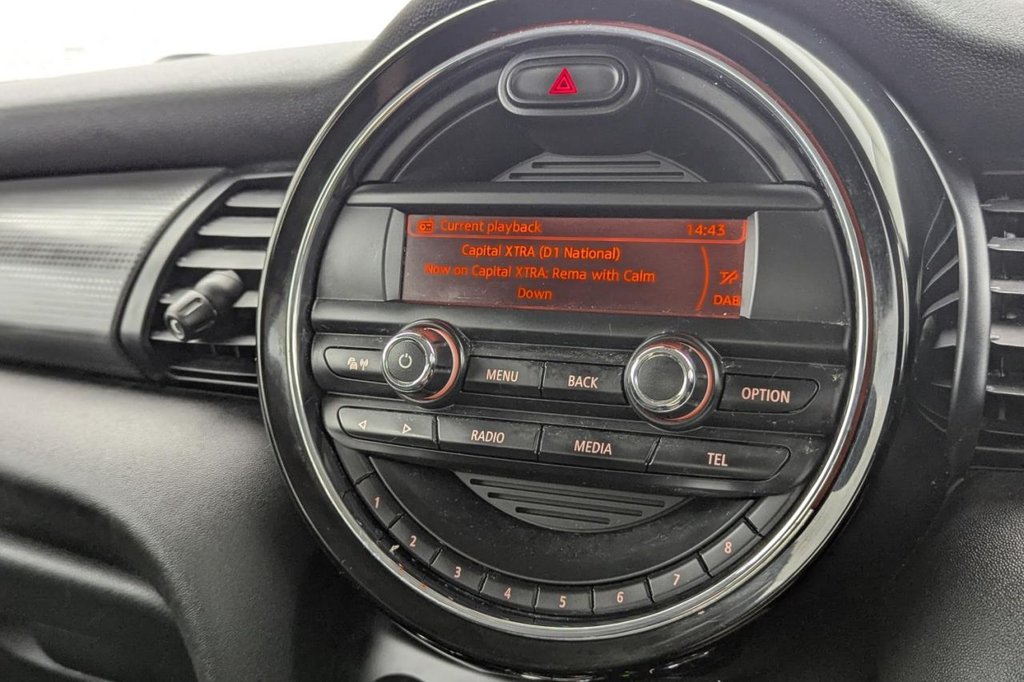 Current playback 14:43
Capital XTRA (D1 National)
Now on Capital XTRA: Rema with Calm
Down
DAB
MENU BACK OPTION
RADIO MEDIA TEL
1 2 3 4 5 6 7 8